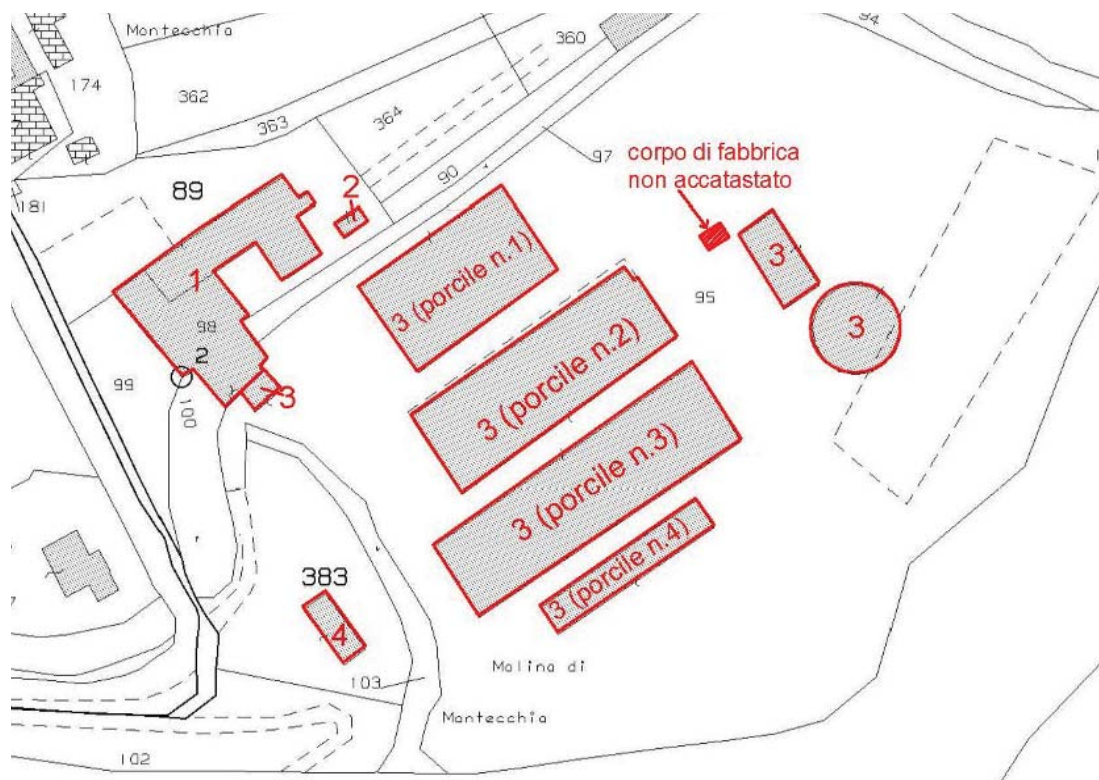 Montecchia
94
360
174
362
363
364
97
corpo di fabbrica
non accatastato
89
90
2
181
3 (porcile n.1)
3
1
95
3 (porcile n.2)
3
98
2
99
3
100
3 (porcile n.3)
3 (porcile n.4)
383
4
Molino di
103
Montecchia
102